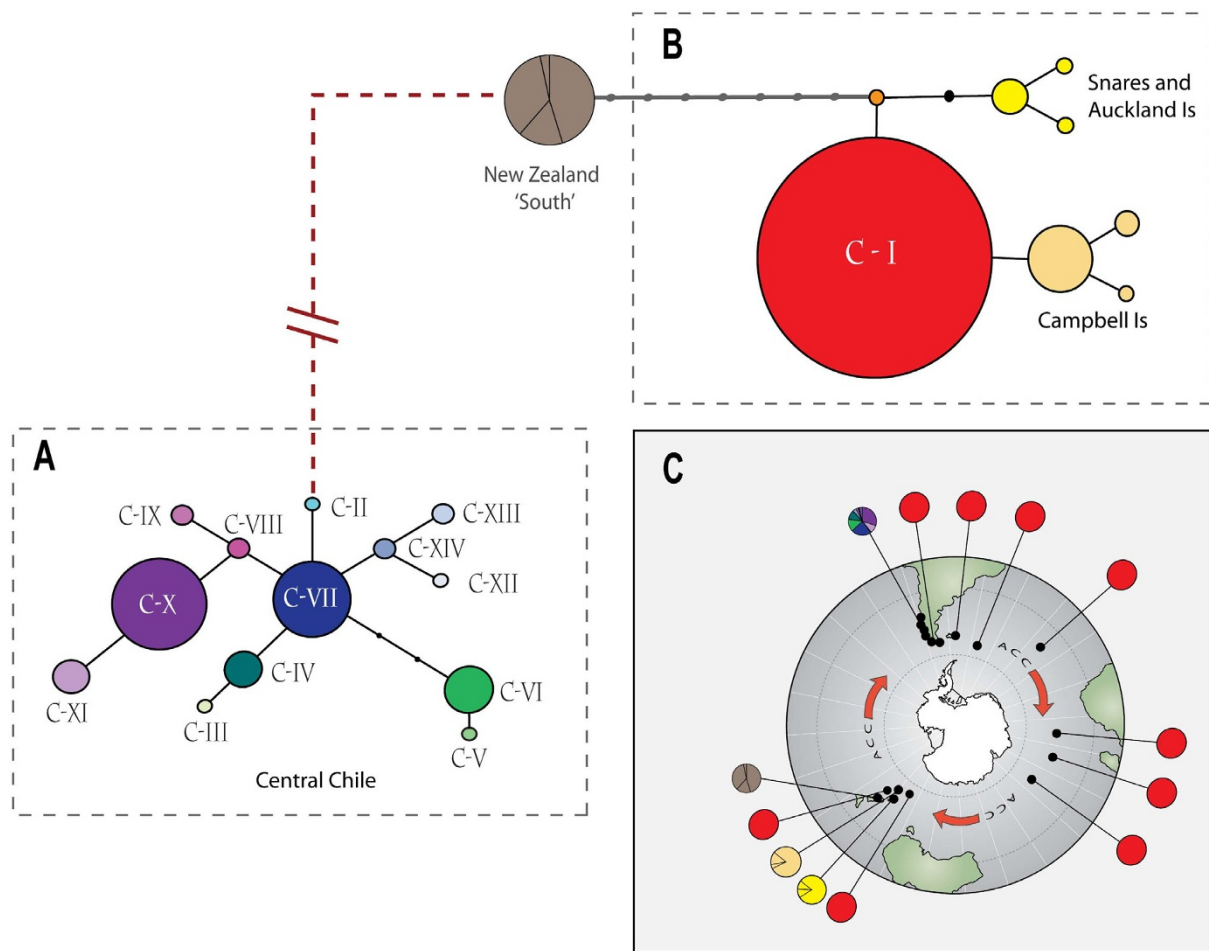 B
Snares and
Auckland Is
New Zealand
'South'
C - I
Campbell Is
A
C-IX
C-VIII
C-II
C-XIII
C-XIV
C-XII
C-X
C-VII
C-XI
C-IV
C-III
C-VI
C-V
Central Chile
C
ACC
ACC
ACC